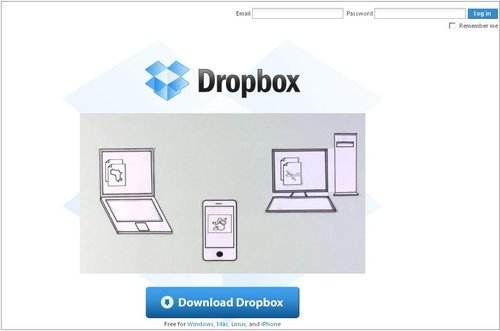 Email Password Log in
Remember me
Dropbox
Download Dropbox
Free for Windows, Mac, Linux, and iPhone